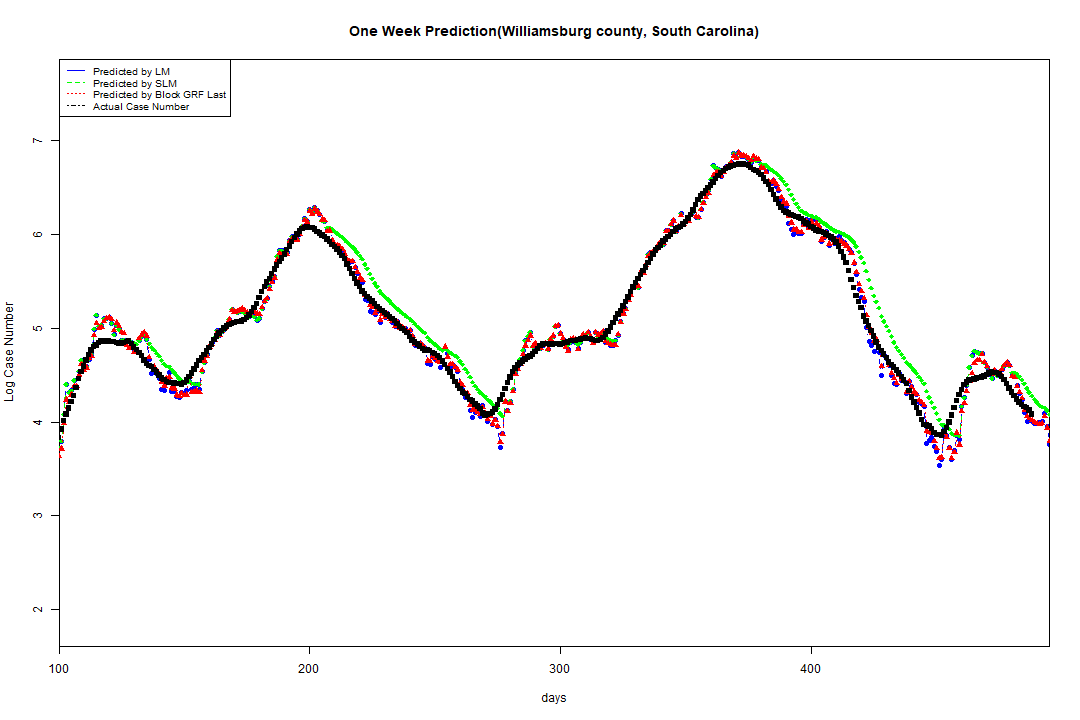 One Week Prediction(Williamsburg county, South Carolina)
Predicted by LM
Predicted by SLM
Predicted by Block GRF Last
Actual Case Number
7
6
5
4
3
2
Log Case Number
100 200 300 400
days